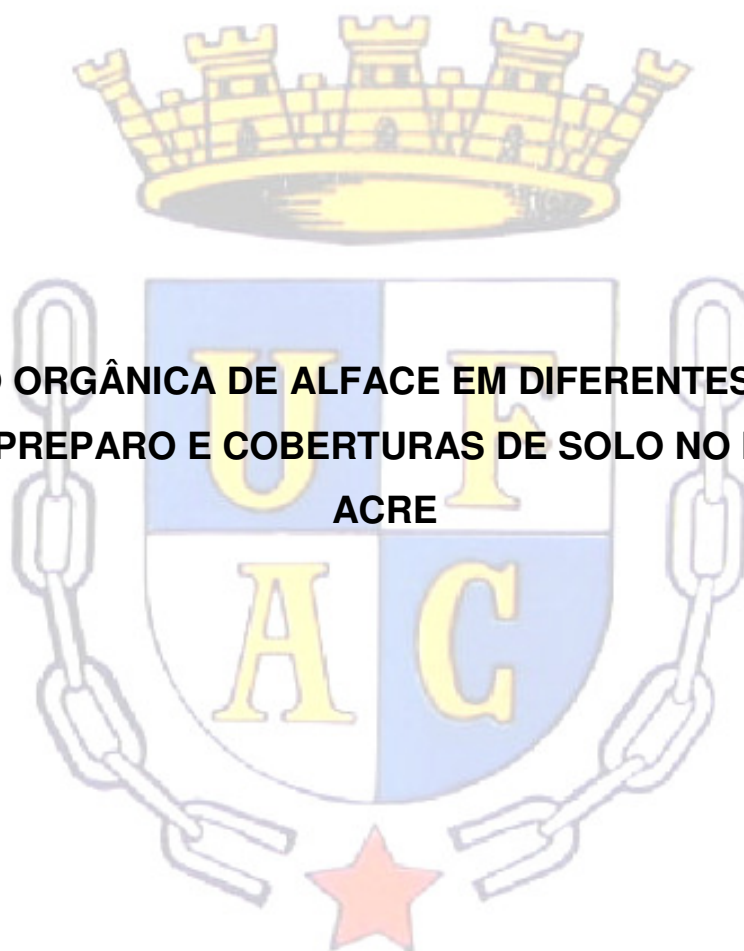 ORGÂNICA DE ALFACE EM DIFERENTES
PREPARO E COBERTURAS DE SOLO NO
ACRE
U F
A C